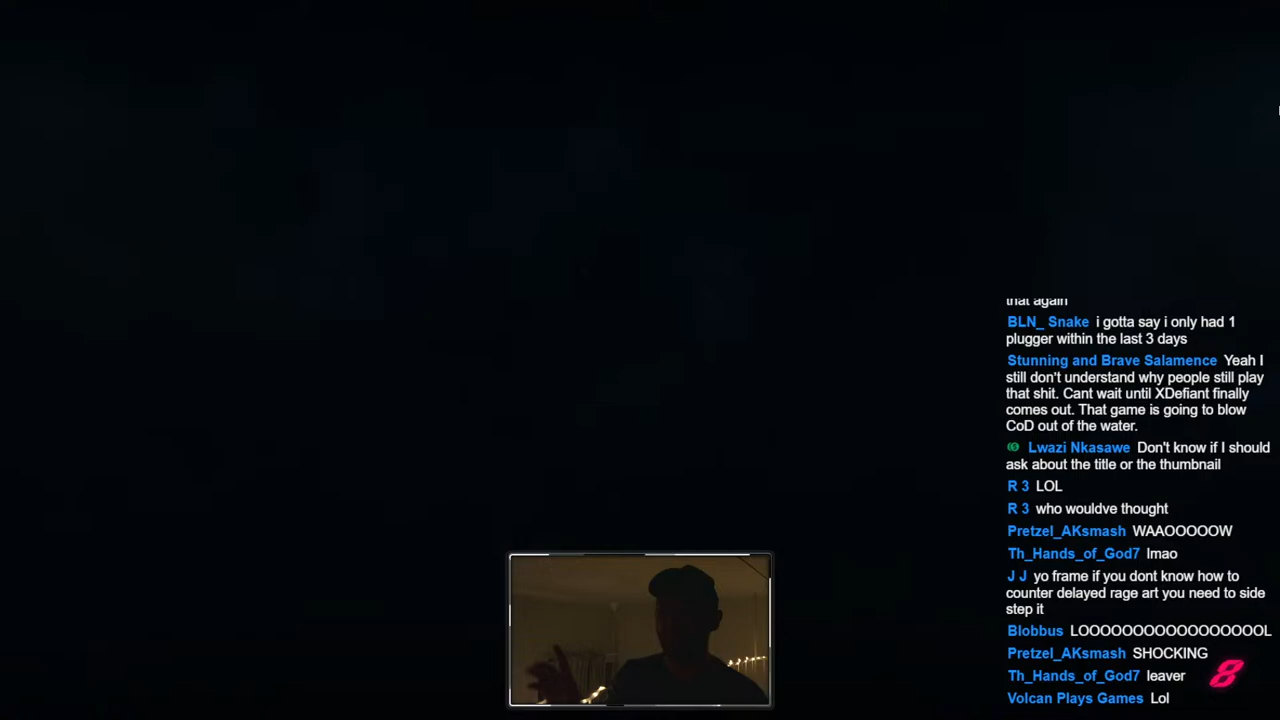 that again
BLN_ Snake i gotta say i only had 1
plugger within the last 3 days
Stunning and Brave Salamence Yeah I
still don't understand why people still play
that shit. Cant wait until XDefiant finally
comes out. That game is going to blow
CoD out of the water.
Lwazi Nkasawe Don't know if I should
ask about the title or the thumbnail
R 3 LOL
R 3 who wouldve thought
Pretzel_AKsmash WAAOOOOOW
Th_Hands_of_God7 lmao
J J yo frame if you dont know how to
counter delayed rage art you need to side
step it
Blobbus LOOOOOOOOOOOOOOOOOL
Pretzel_AKsmash SHOCKING
Th_Hands_of_God7 leaver
8
Volcan Plays Games Lol